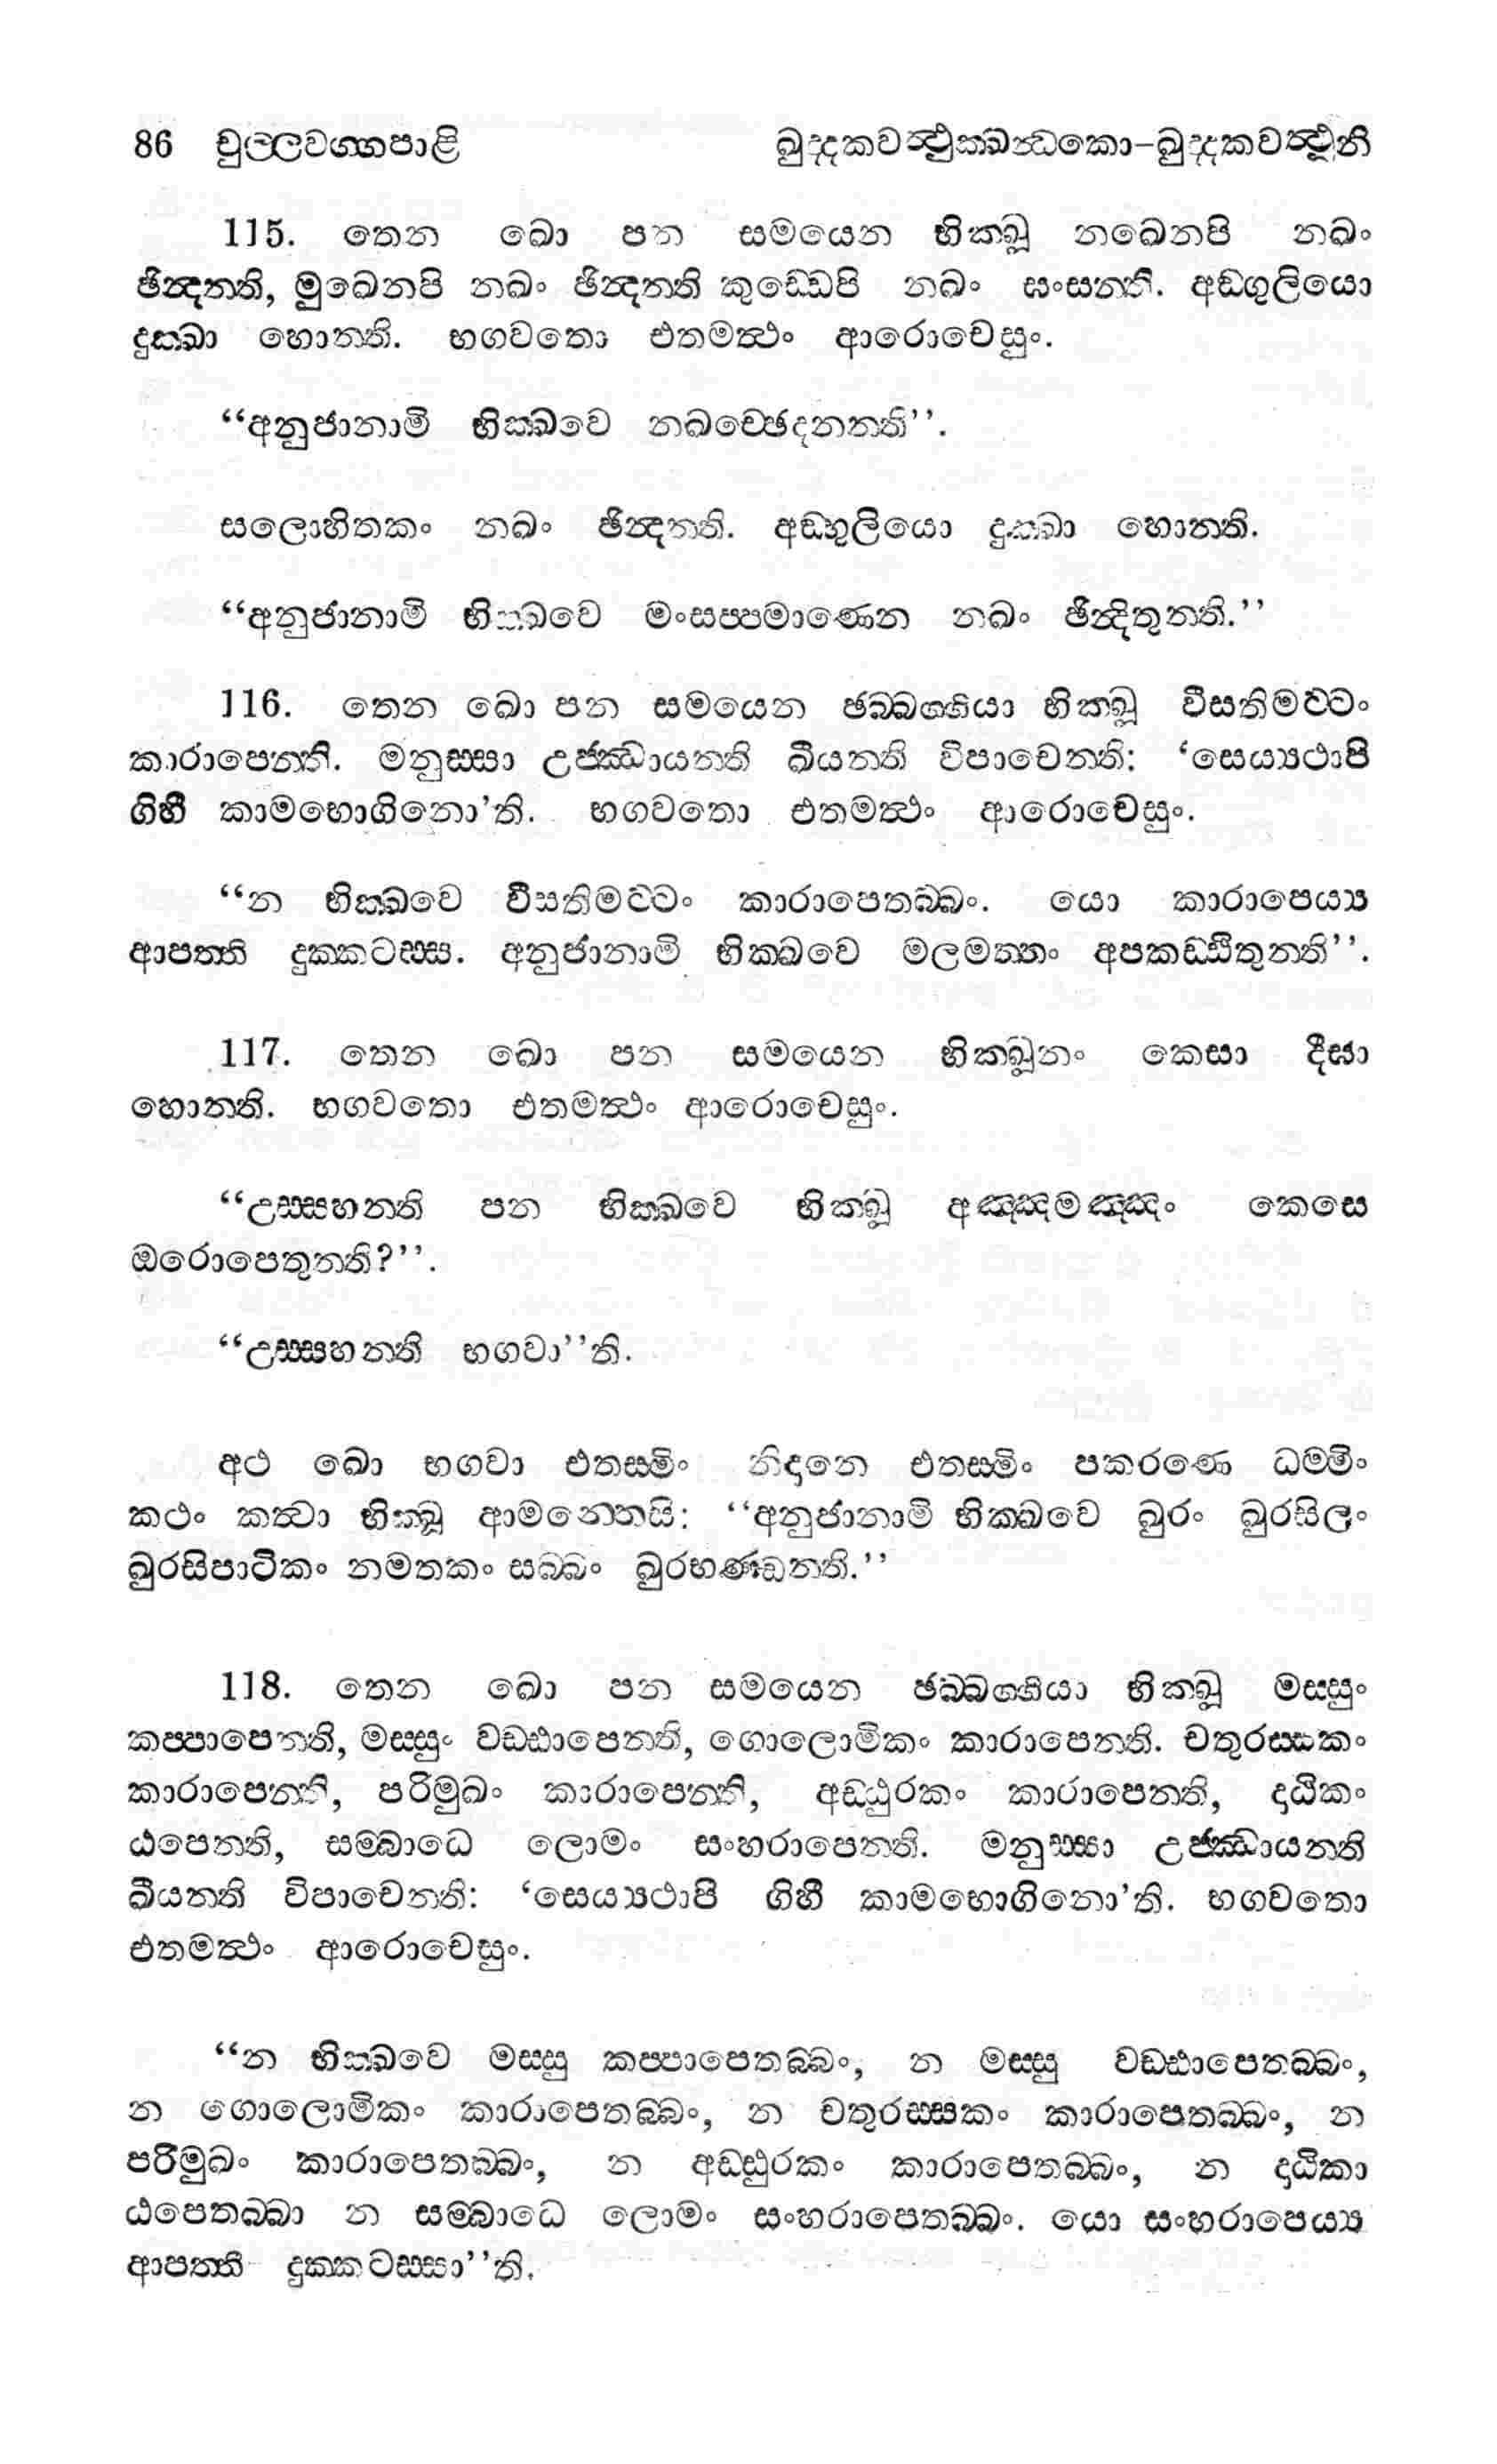 86 චුල්ලවග්ගපාළි ඛුද්දකවත්ථුක්ඛන්ධකො–ඛුද්දකවත්ථූනි
115. තෙන ඛො පන සමයෙන භික්ඛූ නඛෙනපි නඛං
ඡින්දන්ති, මුඛෙනපි නඛං ඡින්දන්ති කුඩ්ඩෙපි නඛං ඝංසන්ති. අඞ්ගුලියො
දුක්ඛා හොන්ති. භගවතො එතමත්ථං ආරොචෙසුං.
“අනුජානාමි භික්ඛවෙ නඛච්ඡෙදනන්ති”.
සලොහිතකං නඛං ඡින්දන්ති. අඞ්ගුලියො දුක්ඛා හොන්ති.
“අනුජානාමි භික්ඛවෙ මංසප්පමාණෙන නඛං ඡින්දිතුන්ති.”
116. තෙන ඛො පන සමයෙන ඡබ්බග්ගියා භික්ඛූ වීසතිමට්ටං
කාරාපෙන්ති. මනුස්සා උජ්ඣායන්ති ඛීයන්ති විපාචෙන්ති: ‘සෙය්‍යථාපි
ගිහී කාමභොගිනො’ති. භගවතො එතමත්ථං ආරොචෙසුං.
“න භික්ඛවෙ වීසතිමට්ටං කාරාපෙතබ්බං. යො කාරාපෙය්‍ය
ආපත්ති දුක්කටස්ස. අනුජානාමි භික්ඛවෙ මලමත්තං අපකඩ්ඪිතුන්ති”.
117. තෙන ඛො පන සමයෙන භික්ඛූනං කෙසා දීඝා
හොන්ති. භගවතො එතමත්ථං ආරොචෙසුං.
“උස්සහන්ති පන භික්ඛවෙ භික්ඛූ අඤ්ඤමඤ්ඤං කෙසෙ
ඔරොපෙතුන්ති?”.
“උස්සහන්ති භගවා”ති.
අථ ඛො භගවා එතස්මිං නිදානෙ එතස්මිං පකරණෙ ධම්මිං
කථං කත්වා භික්ඛූ ආමන්තෙසි: “අනුජානාමි භික්ඛවෙ ඛුරං ඛුරසිලං
ඛුරසිපාටිකං නමතකං සබ්බං ඛුරභණ්ඩන්ති.”
118. තෙන ඛො පන සමයෙන ඡබ්බග්ගියා භික්ඛූ මස්සුං
කප්පාපෙන්ති, මස්සුං වඩ්ඪාපෙන්ති, ගොලොමිකං කාරාපෙන්ති. චතුරස්සකං
කාරාපෙන්ති, පරිමුඛං කාරාපෙන්ති, අඩ්ඪුරකං කාරාපෙන්ති, දාඨිකං
ඨපෙන්ති, සම්බාධෙ ලොමං සංහරාපෙන්ති. මනුස්සා උජ්ඣායන්ති
ඛීයන්ති විපාචෙන්ති: ‘සෙය්‍යථාපි ගිහී කාමභොගිනො’ති. භගවතො
එතමත්ථං ආරොචෙසුං.
“න භික්ඛවෙ මස්සු කප්පාපෙතබ්බං, න මස්සු වඩ්ඪාපෙතබ්බං,
න ගොලොමිකං කාරාපෙතබ්බං, න චතුරස්සකං කාරාපෙතබ්බං, න
පරිමුඛං කාරාපෙතබ්බං, න අඩ්ඪුරකං කාරාපෙතබ්බං, න දාඨිකා
ඨපෙතබ්බා න සම්බාධෙ ලොමං සංහරාපෙතබ්බං. යො සංහරාපෙය්‍ය
ආපත්ති දුක්කටස්සා”ති.